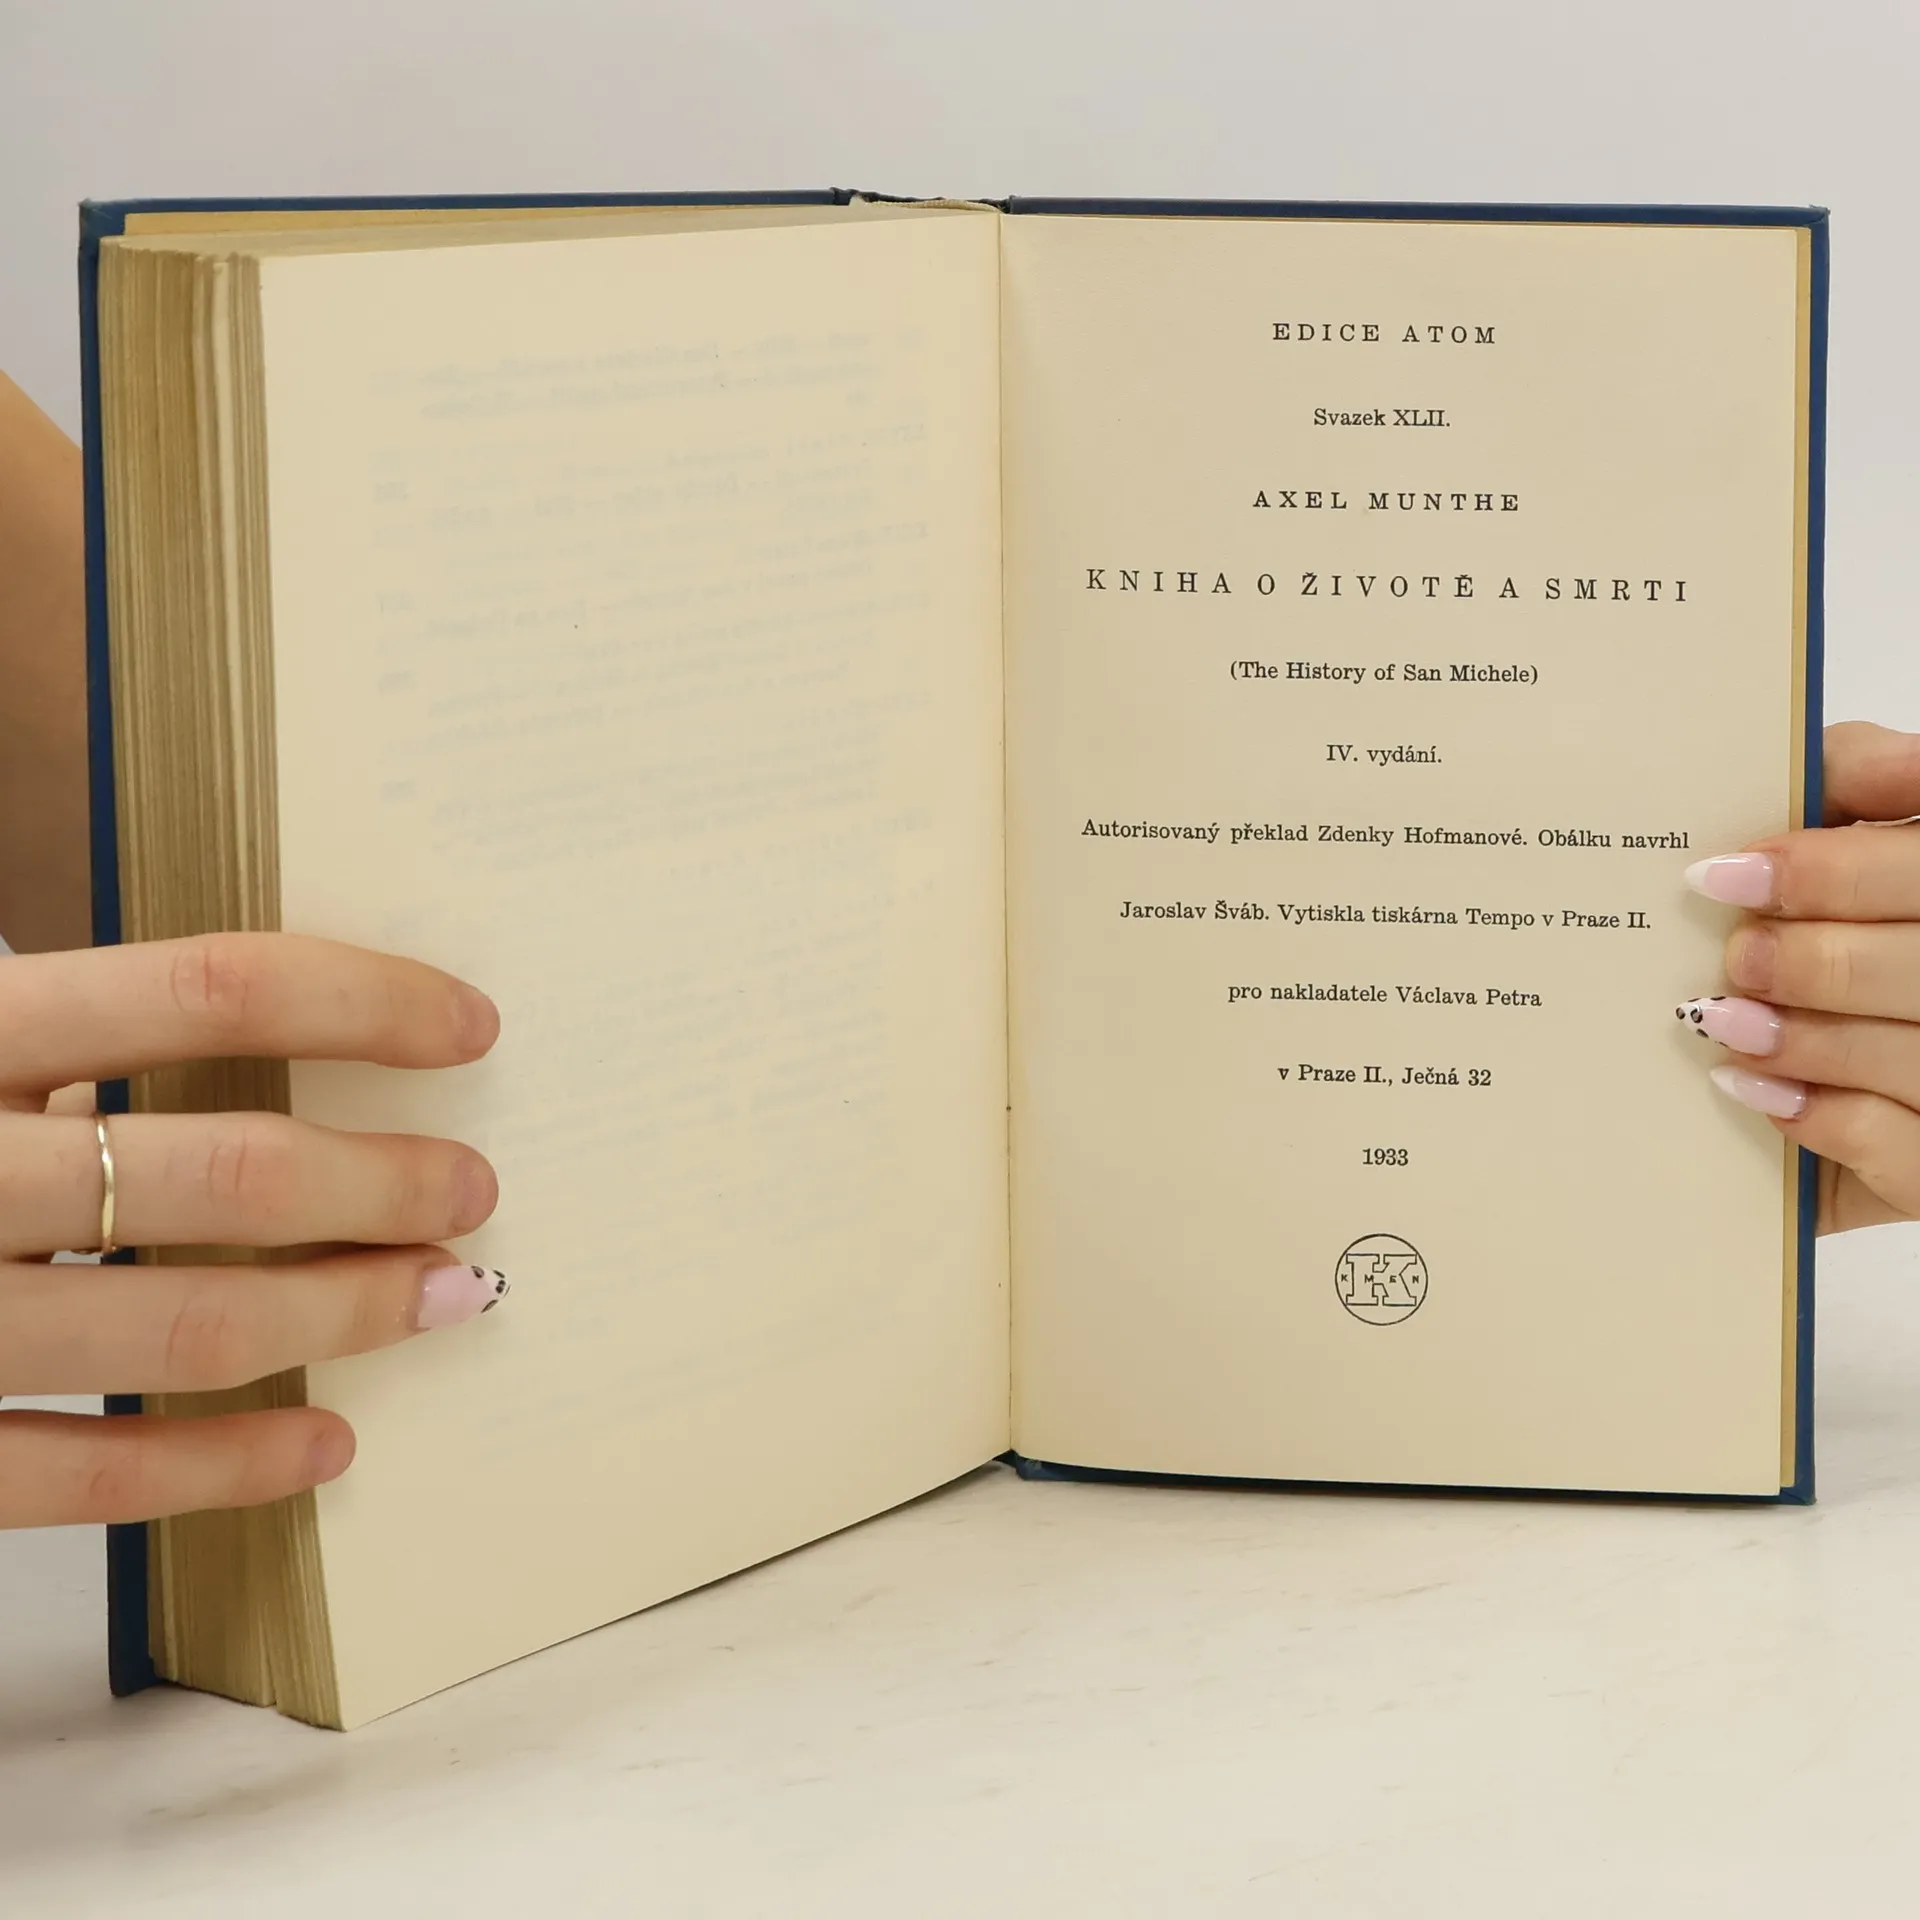 EDICE ATOM
Svazek XLII.
AXEL MUNTHE
KNIHA O ŽIVOTĚ A SMRTI
(The History of San Michele)
IV. vydání.
Autorisovaný překlad Zdenky Hofmanové. Obálku navrhl
Jaroslav Šváb. Vytiskla tiskárna Tempo v Praze II.
pro nakladatele Václava Petra
v Praze II., Ječná 32
1933
K
KMEN